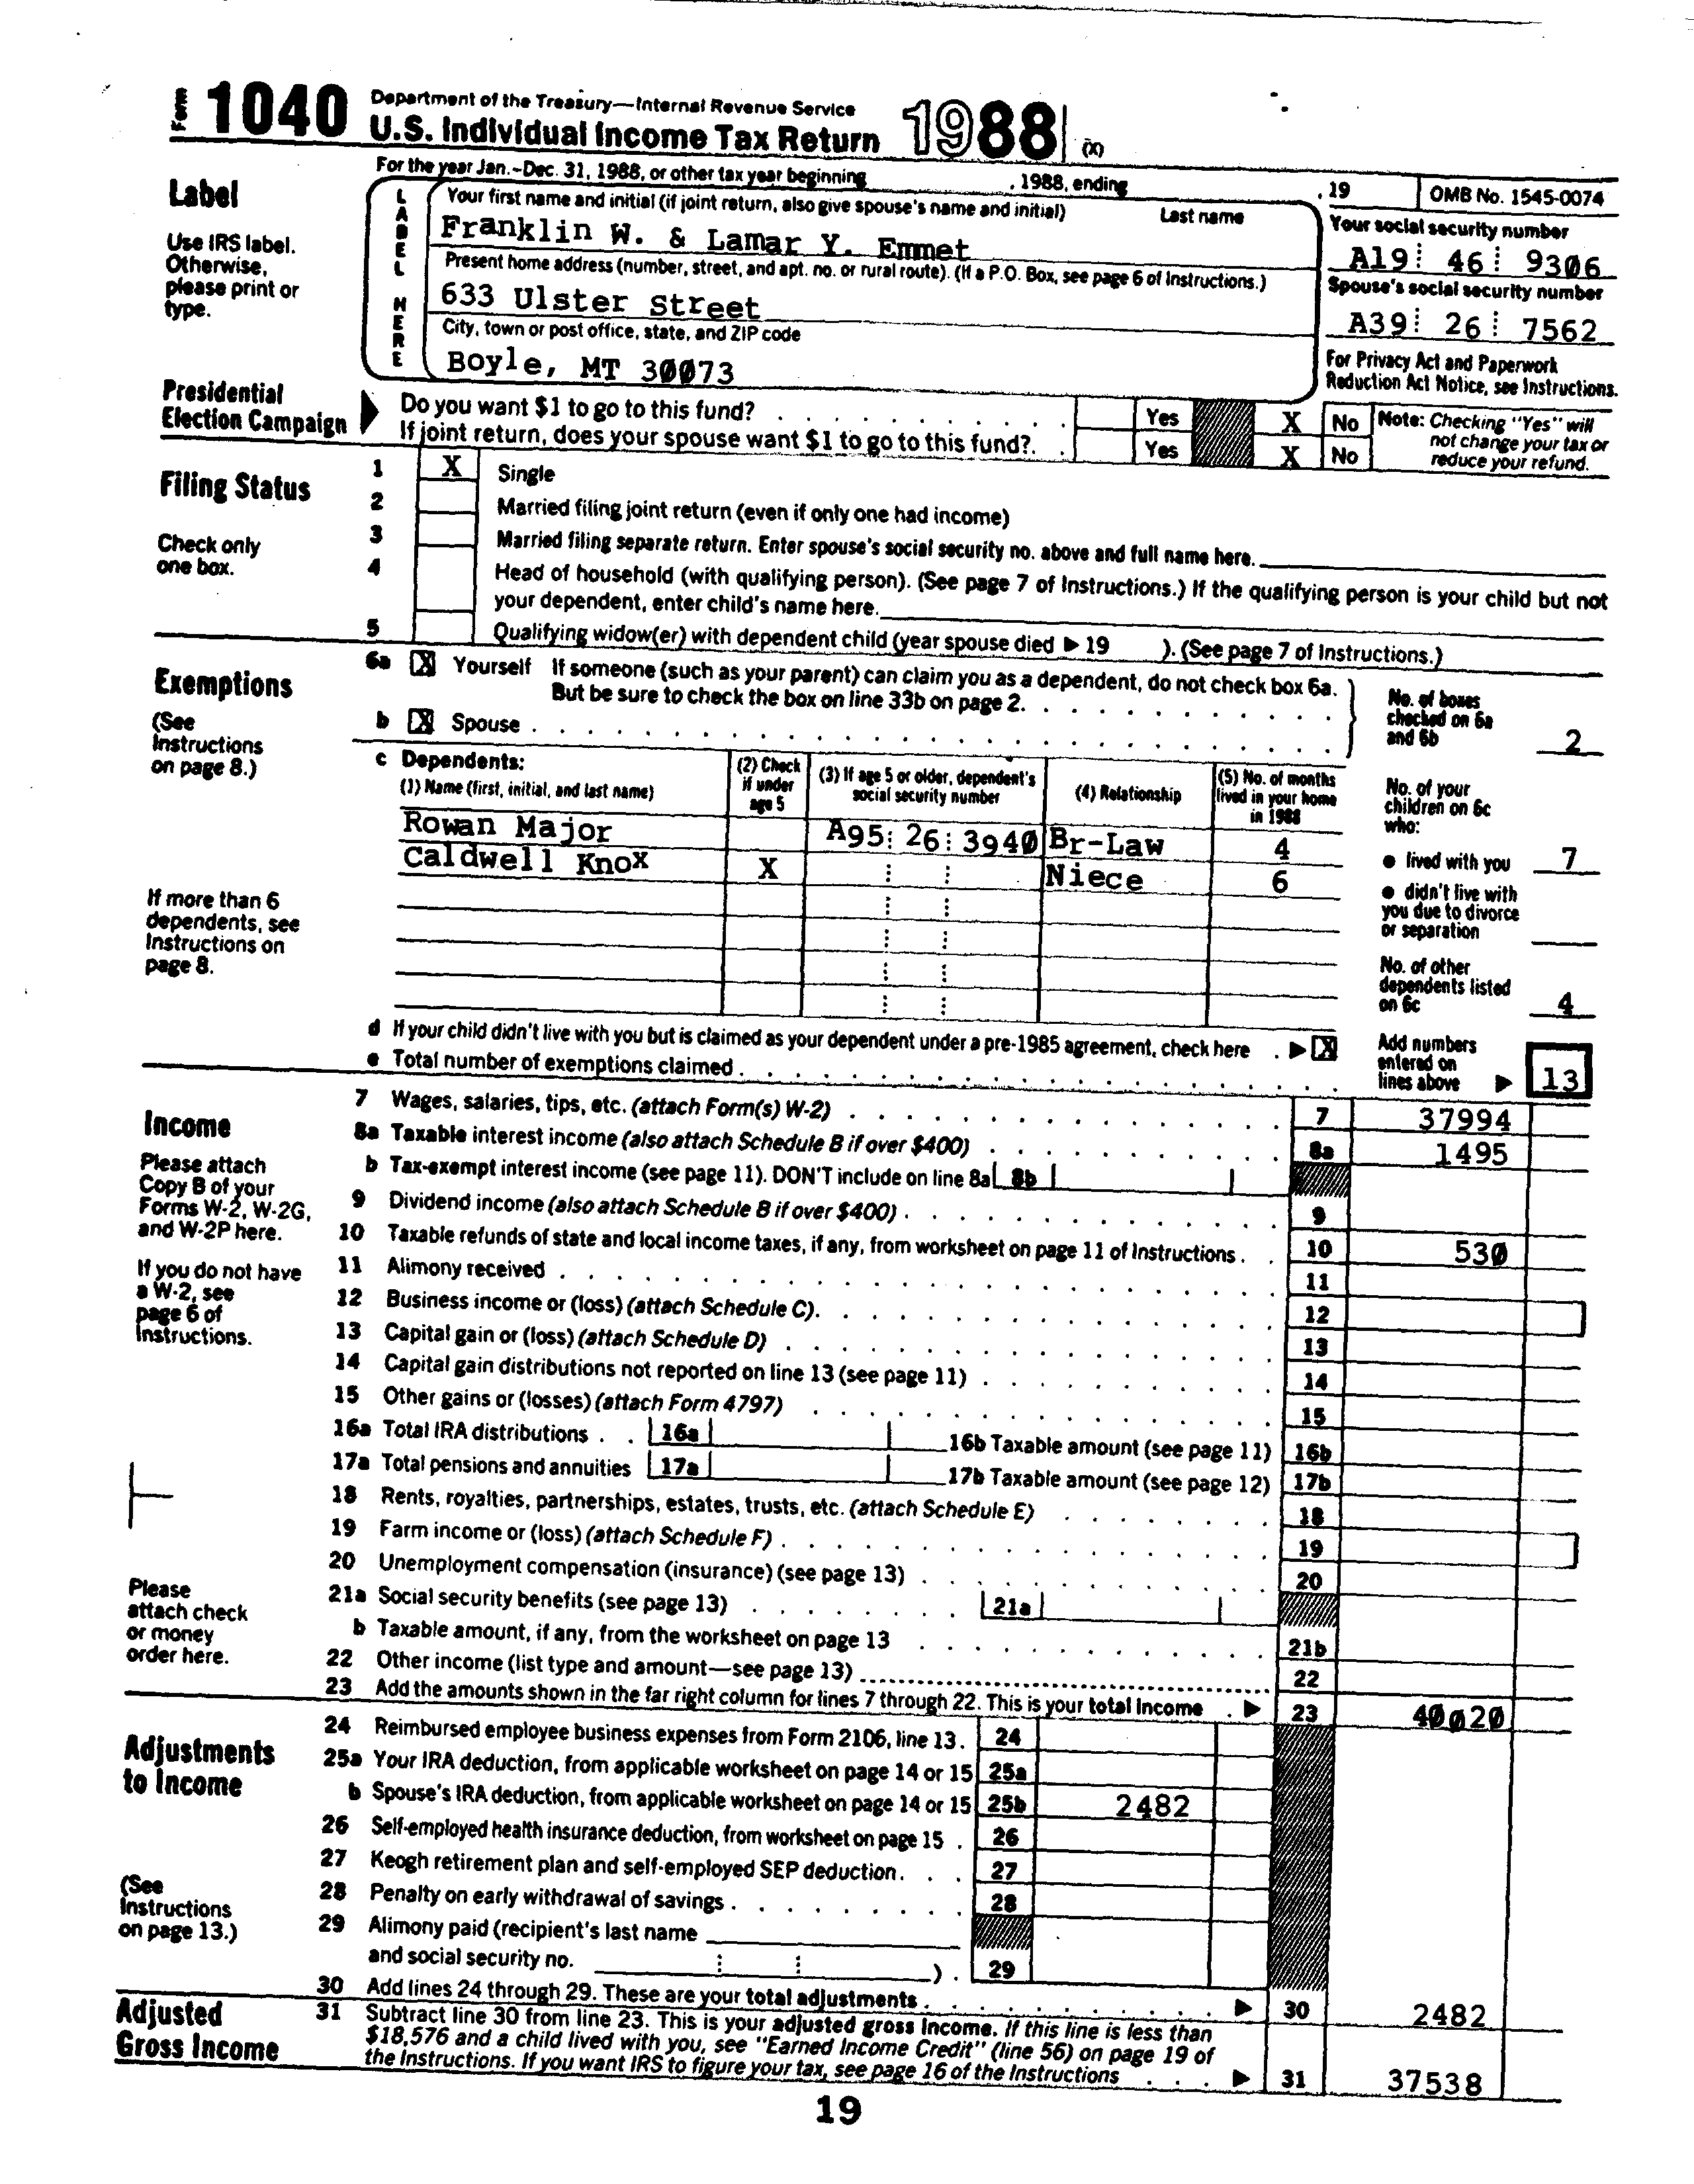 Form 1040 Department of the Treasury—Internal Revenue Service
U.S. Individual Income Tax Return 1988 (X)
For the year Jan.-Dec. 31, 1988, or other tax year beginning , 1988, ending , 19 OMB No. 1545-0074
Label
Use IRS label.
Otherwise,
please print or
type.
LABEL HERE
Your first name and initial (if joint return, also give spouse's name and initial) Last name
Franklin W. & Lamar Y. Emmet
Your social security number
A19 46 9306
Present home address (number, street, and apt. no. or rural route). (If a P.O. Box, see page 6 of Instructions.)
633 Ulster Street
Spouse's social security number
A39 26 7562
City, town or post office, state, and ZIP code
Boyle, MT 30073
For Privacy Act and Paperwork
Reduction Act Notice, see Instructions.
Presidential
Election Campaign
Do you want $1 to go to this fund? Yes X No
If joint return, does your spouse want $1 to go to this fund?. Yes X No
Note: Checking "Yes" will
not change your tax or
reduce your refund.
Filing Status
Check only
one box.
1 X Single
2 Married filing joint return (even if only one had income)
3 Married filing separate return. Enter spouse's social security no. above and full name here.
4 Head of household (with qualifying person). (See page 7 of Instructions.) If the qualifying person is your child but not
your dependent, enter child's name here.
5 Qualifying widow(er) with dependent child (year spouse died ▶ 19 ). (See page 7 of Instructions.)
Exemptions
(See
Instructions
on page 8.)
6a X Yourself If someone (such as your parent) can claim you as a dependent, do not check box 6a.
But be sure to check the box on line 33b on page 2.
b X Spouse
No. of boxes
checked on 6a
and 6b 2
c Dependents:
(1) Name (first, initial, and last name)
(2) Check
if under
age 5
(3) If age 5 or older, dependent's
social security number
(4) Relationship
(5) No. of months
lived in your home
in 1988
Rowan Major A95 26 3940 Br-Law 4
Caldwell Knox X Niece 6
If more than 6
dependents, see
Instructions on
page 8.
No. of your
children on 6c
who:
● lived with you 7
● didn't live with
you due to divorce
or separation
No. of other
dependents listed
on 6c 4
d If your child didn't live with you but is claimed as your dependent under a pre-1985 agreement, check here ▶ X
e Total number of exemptions claimed
Add numbers
entered on
lines above ▶ 13
Income
Please attach
Copy B of your
Forms W-2, W-2G,
and W-2P here.
If you do not have
a W-2, see
page 6 of
Instructions.
7 Wages, salaries, tips, etc. (attach Form(s) W-2) 7 37994
8a Taxable interest income (also attach Schedule B if over $400) 8a 1495
b Tax-exempt interest income (see page 11). DON'T include on line 8a 8b
9 Dividend income (also attach Schedule B if over $400) 9
10 Taxable refunds of state and local income taxes, if any, from worksheet on page 11 of Instructions 10 530
11 Alimony received 11
12 Business income or (loss) (attach Schedule C). 12
13 Capital gain or (loss) (attach Schedule D) 13
14 Capital gain distributions not reported on line 13 (see page 11) 14
15 Other gains or (losses) (attach Form 4797) 15
16a Total IRA distributions 16a 16b Taxable amount (see page 11) 16b
17a Total pensions and annuities 17a 17b Taxable amount (see page 12) 17b
18 Rents, royalties, partnerships, estates, trusts, etc. (attach Schedule E) 18
19 Farm income or (loss) (attach Schedule F) 19
20 Unemployment compensation (insurance) (see page 13) 20
21a Social security benefits (see page 13) 21a
b Taxable amount, if any, from the worksheet on page 13 21b
22 Other income (list type and amount—see page 13) 22
23 Add the amounts shown in the far right column for lines 7 through 22. This is your total income ▶ 23 40020
Please
attach check
or money
order here.
Adjustments
to Income
(See
Instructions
on page 13.)
24 Reimbursed employee business expenses from Form 2106, line 13. 24
25a Your IRA deduction, from applicable worksheet on page 14 or 15 25a
b Spouse's IRA deduction, from applicable worksheet on page 14 or 15 25b 2482
26 Self-employed health insurance deduction, from worksheet on page 15 26
27 Keogh retirement plan and self-employed SEP deduction 27
28 Penalty on early withdrawal of savings 28
29 Alimony paid (recipient's last name
and social security no. ). 29
30 Add lines 24 through 29. These are your total adjustments ▶ 30 2482
Adjusted
Gross Income
31 Subtract line 30 from line 23. This is your adjusted gross income. If this line is less than
$18,576 and a child lived with you, see "Earned Income Credit" (line 56) on page 19 of
the Instructions. If you want IRS to figure your tax, see page 16 of the Instructions ▶ 31 37538
19